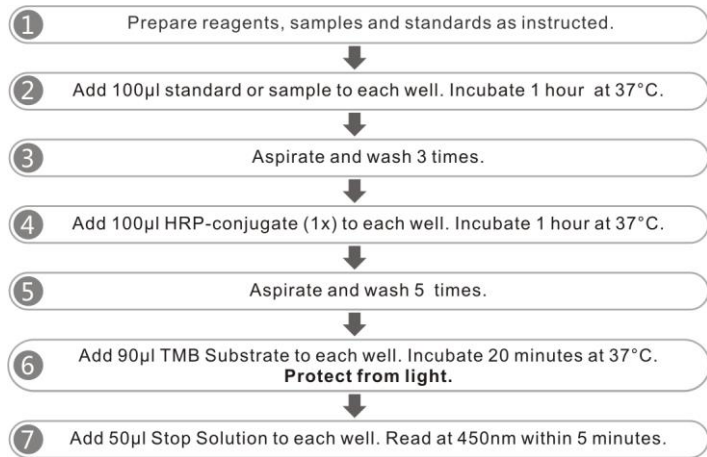 1 Prepare reagents, samples and standards as instructed.
2 Add 100µl standard or sample to each well. Incubate 1 hour at 37°C.
3 Aspirate and wash 3 times.
4 Add 100µl HRP-conjugate (1x) to each well. Incubate 1 hour at 37°C.
5 Aspirate and wash 5 times.
6 Add 90µl TMB Substrate to each well. Incubate 20 minutes at 37°C.
Protect from light.
7 Add 50µl Stop Solution to each well. Read at 450nm within 5 minutes.